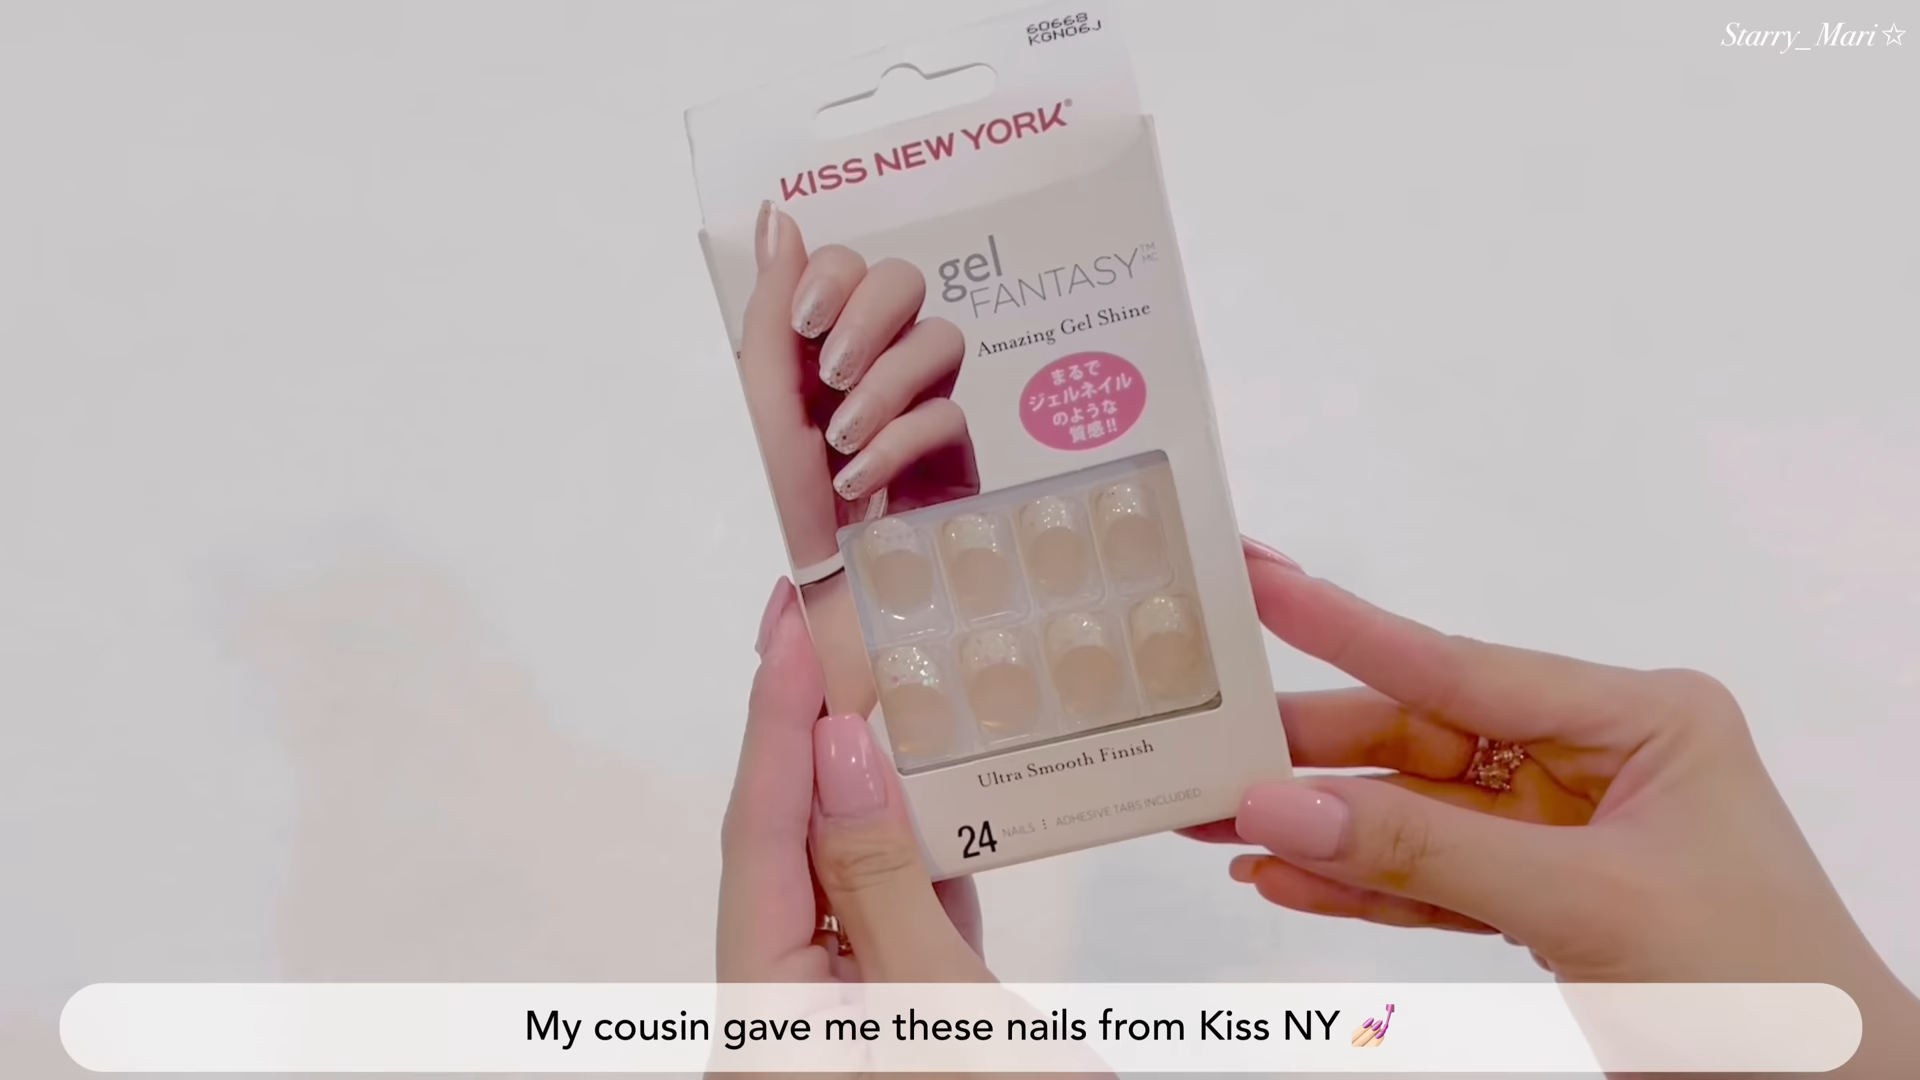 Starry_Mari☆
60668
KGN06J
KISS NEW YORK®
gel
FANTASY™ MC
Amazing Gel Shine
まるで
ジェルネイル
のような
質感!!
Ultra Smooth Finish
24 NAILS ⋮ ADHESIVE TABS INCLUDED
My cousin gave me these nails from Kiss NY 💅🏻